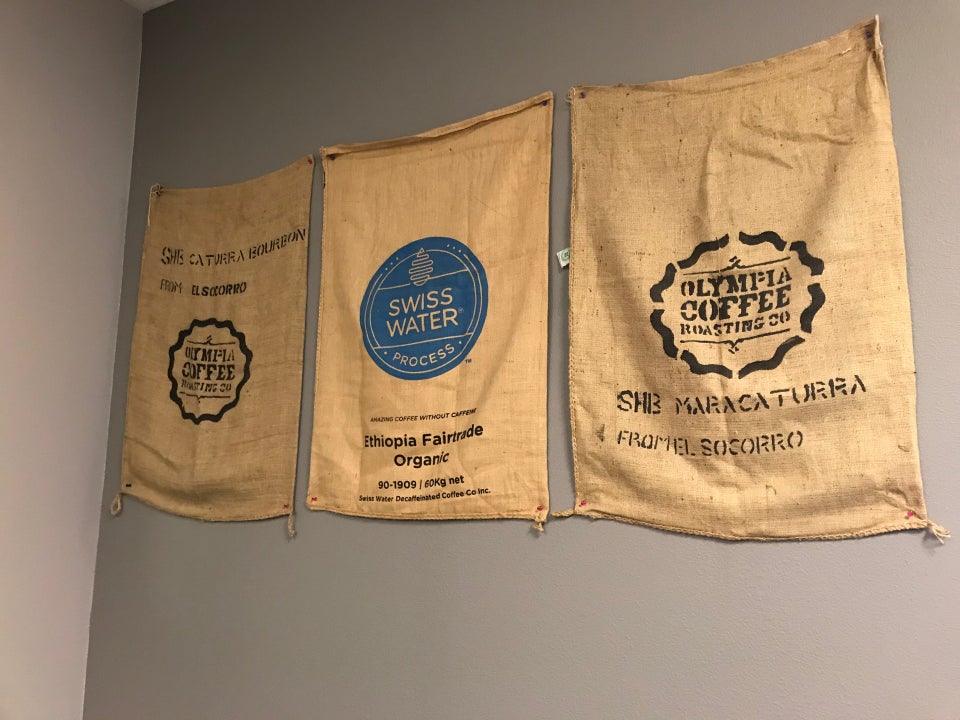 SHB CATURRA BOURBON
FROM EL SOCORRO
OLYMPIA
COFFEE
ROASTING CO
SWISS
WATER®
· PROCESS ·
™
AMAZING COFFEE WITHOUT CAFFEINE
Ethiopia Fairtrade
Organic
90-1909 | 60Kg net
Swiss Water Decaffeinated Coffee Co Inc.
OLYMPIA
COFFEE
ROASTING CO
SHB MARACATURRA
FROM EL SOCORRO